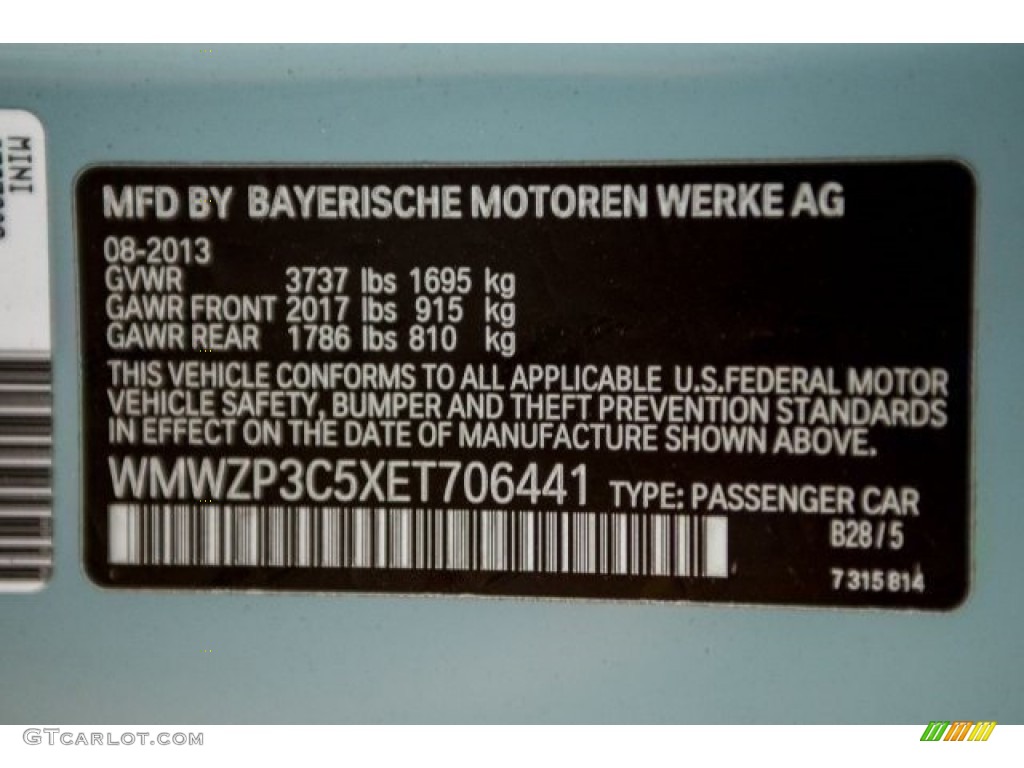 MINI
MFD BY BAYERISCHE MOTOREN WERKE AG
08-2013
GVWR 3737 lbs 1695 kg
GAWR FRONT 2017 lbs 915 kg
GAWR REAR 1786 lbs 810 kg
THIS VEHICLE CONFORMS TO ALL APPLICABLE U.S.FEDERAL MOTOR
VEHICLE SAFETY, BUMPER AND THEFT PREVENTION STANDARDS
IN EFFECT ON THE DATE OF MANUFACTURE SHOWN ABOVE.
WMWZP3C5XET706441 TYPE: PASSENGER CAR
B28/5
7 315 814
GTCARLOT.COM